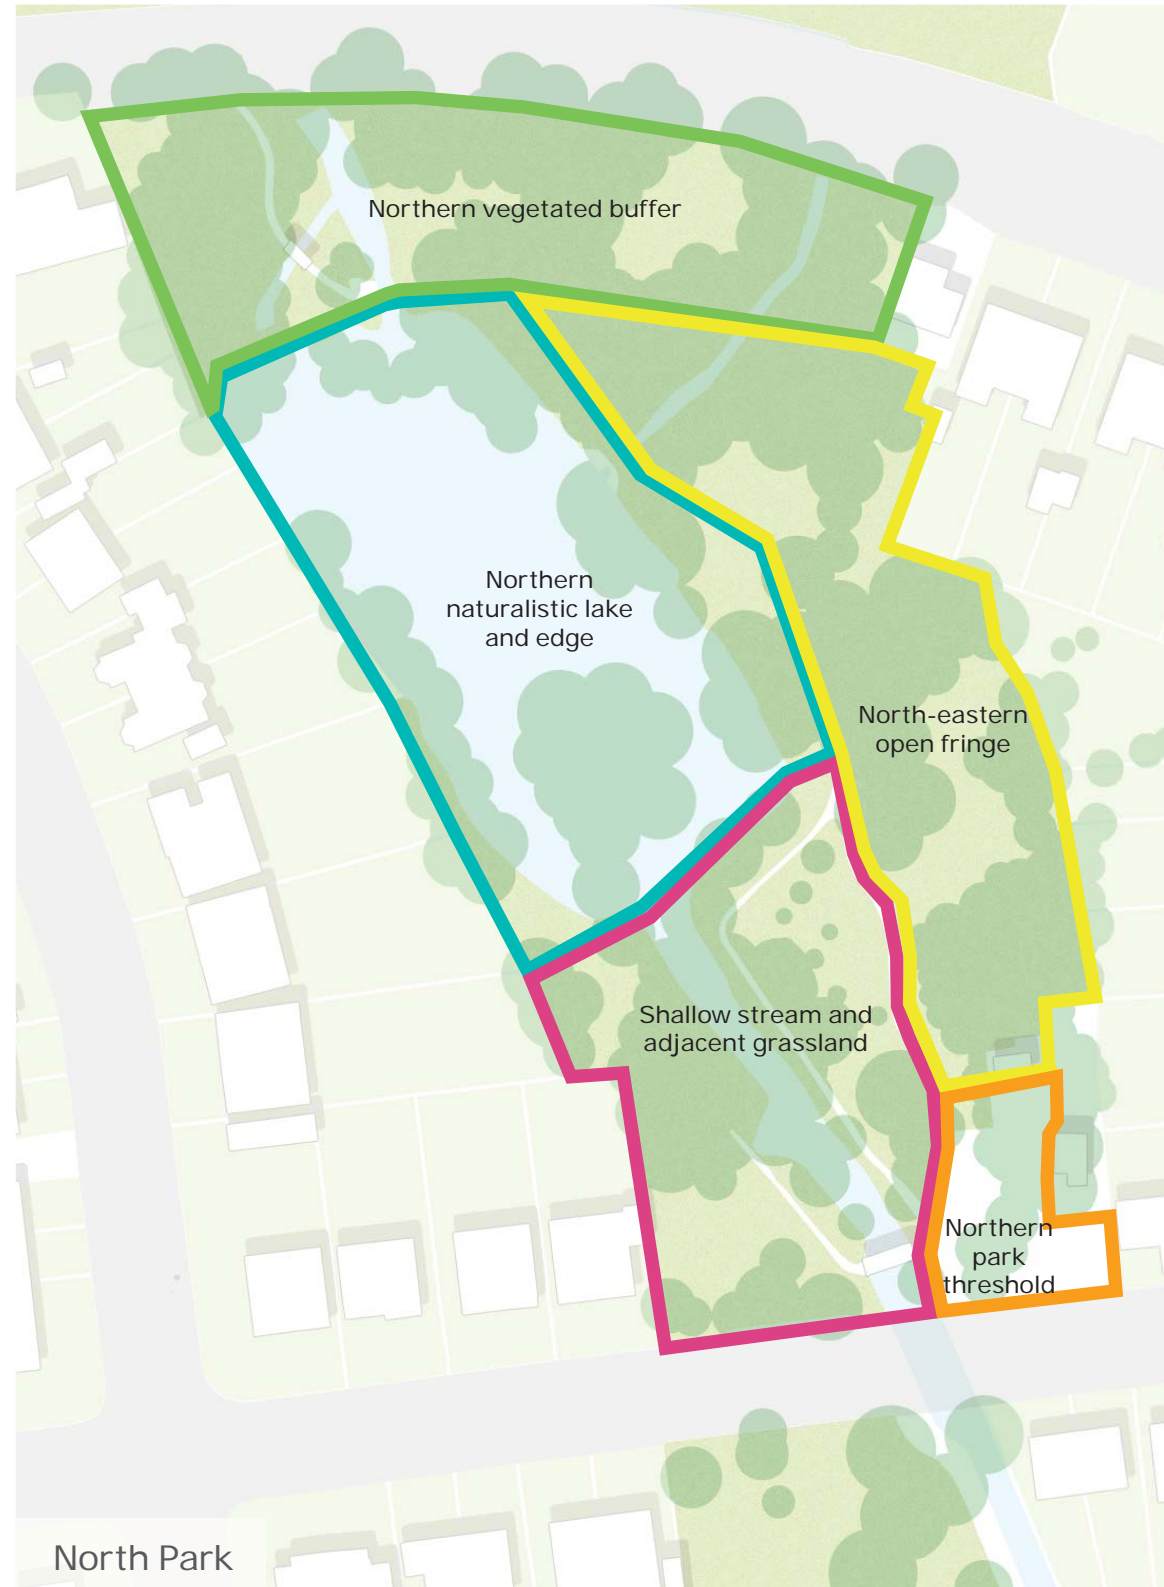 Northern vegetated buffer
Northern
naturalistic lake
and edge
North-eastern
open fringe
Shallow stream and
adjacent grassland
Northern
park
threshold
North Park